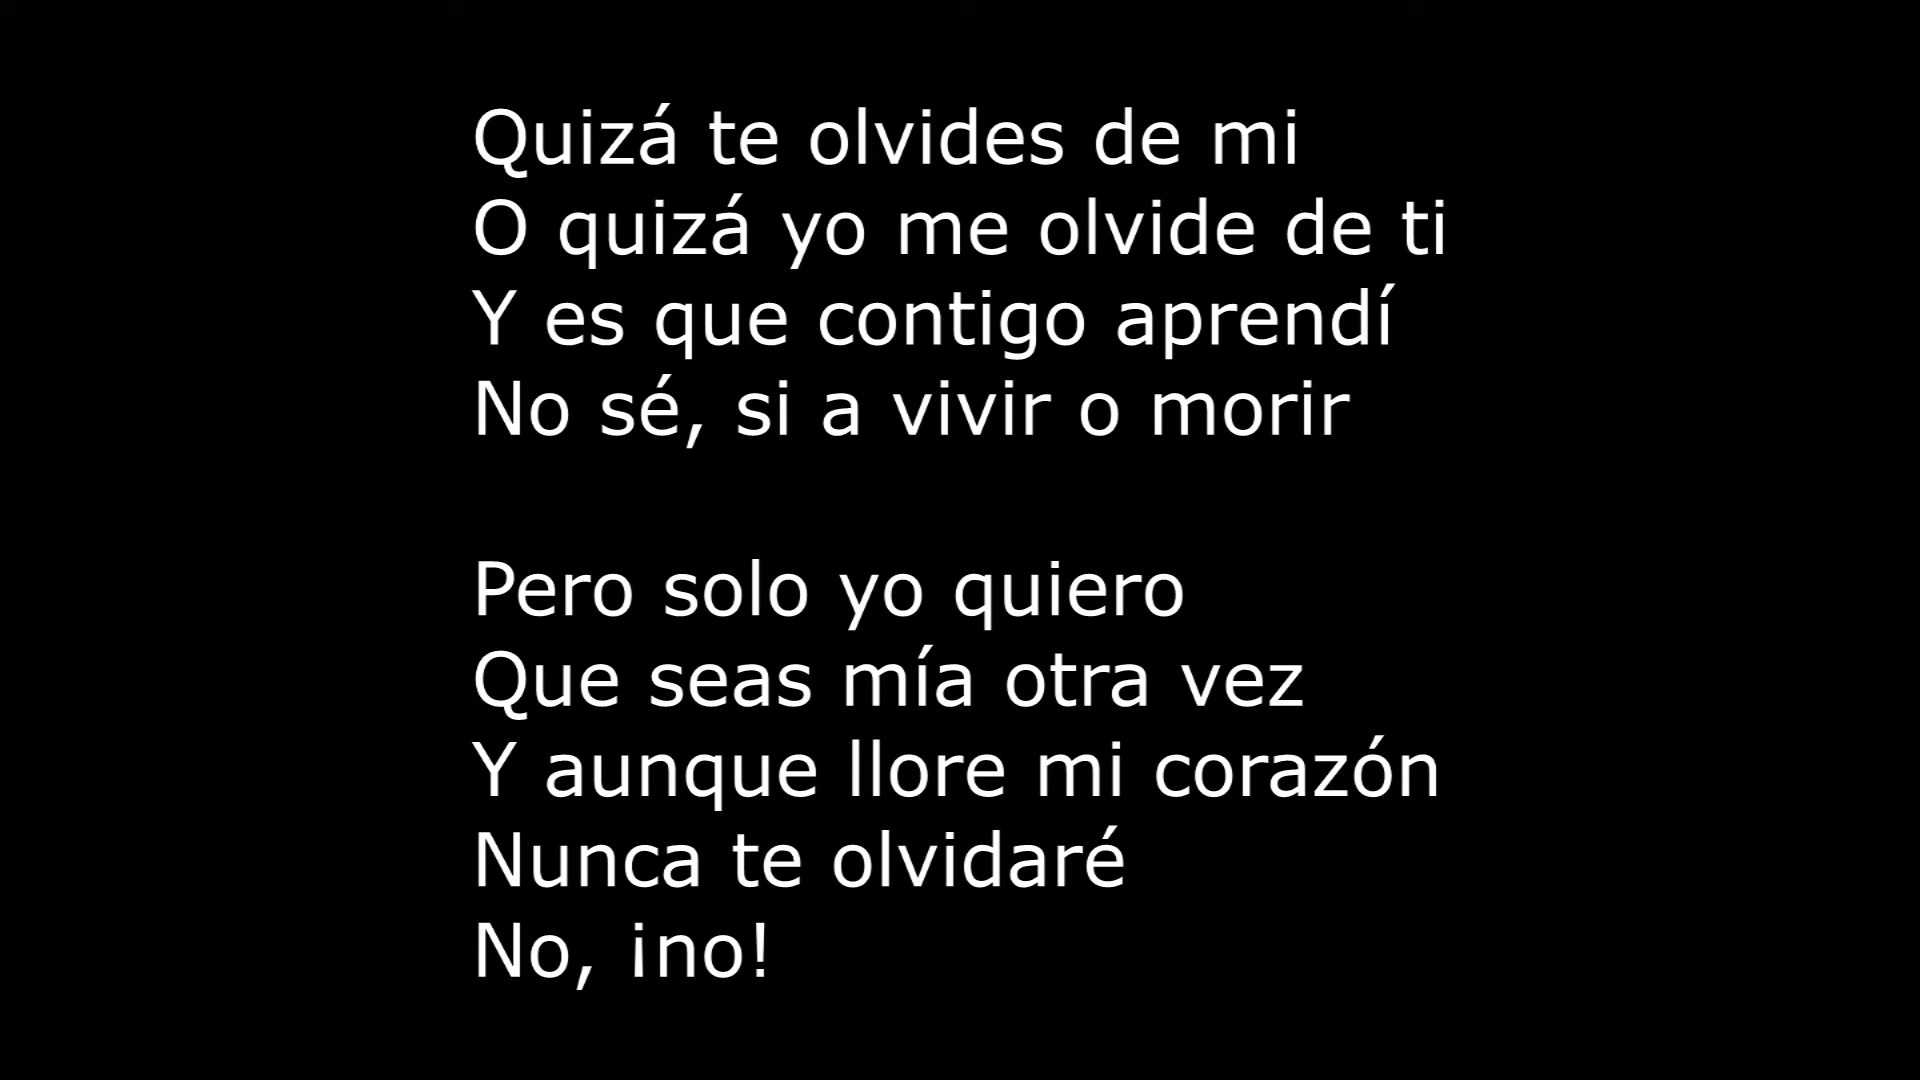 Quizá te olvides de mi
O quizá yo me olvide de ti
Y es que contigo aprendí
No sé, si a vivir o morir
Pero solo yo quiero
Que seas mía otra vez
Y aunque llore mi corazón
Nunca te olvidaré
No, ¡no!